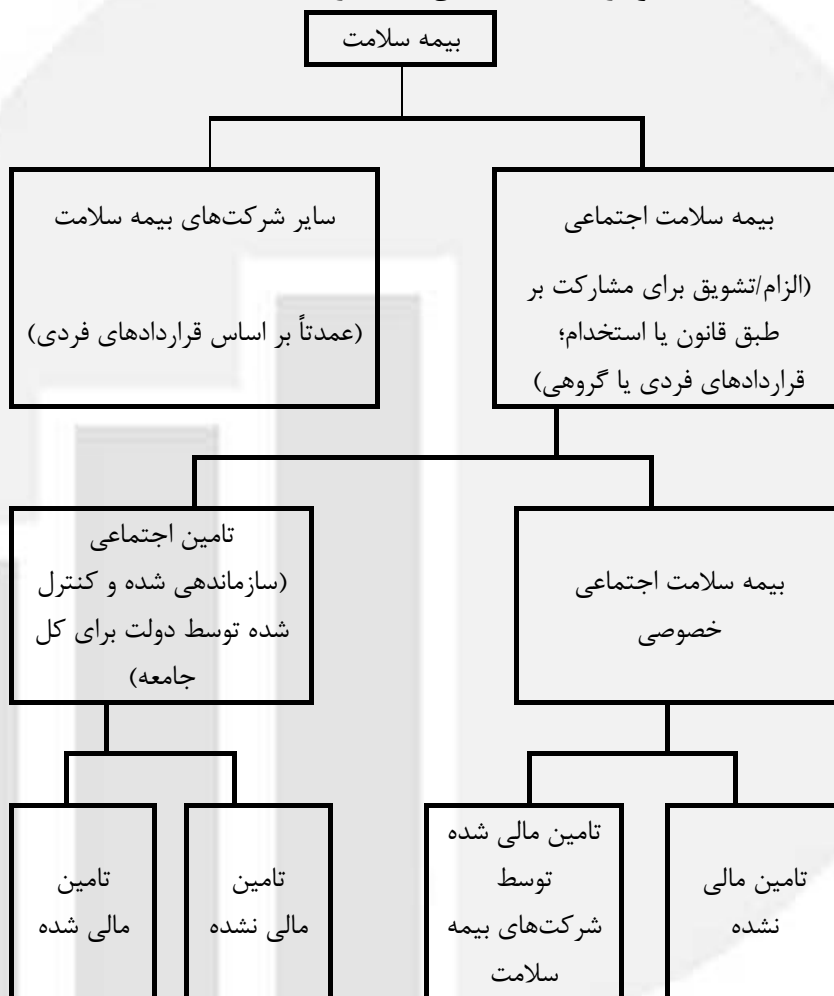 بیمه سلامت
بیمه سلامت اجتماعی
(الزام/تشویق برای مشارکت بر
طبق قانون یا استخدام؛
قراردادهای فردی یا گروهی)
سایر شرکت‌های بیمه سلامت
(عمدتاً بر اساس قراردادهای فردی)
بیمه سلامت اجتماعی
خصوصی
تامین اجتماعی
(سازماندهی شده و کنترل
شده توسط دولت برای کل
جامعه)
تامین مالی
نشده
تامین مالی شده
توسط
شرکت‌های بیمه
سلامت
تامین
مالی نشده
تامین
مالی شده